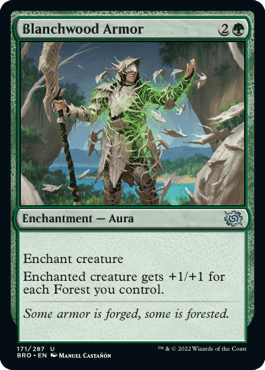 Blanchwood Armor 2
Enchantment — Aura
Enchant creature
Enchanted creature gets +1/+1 for
each Forest you control.
Some armor is forged, some is forested.
171/287 U
BRO • EN Manuel Castañón
™ & © 2022 Wizards of the Coast